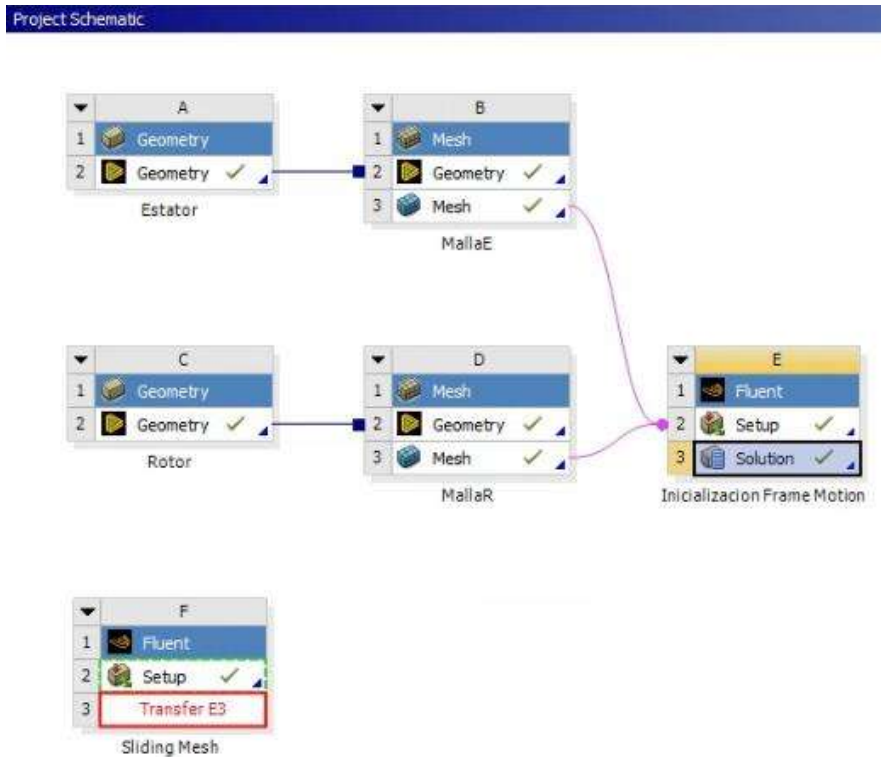 Project Schematic
A
1 Geometry
2 Geometry
Estator
B
1 Mesh
2 Geometry
3 Mesh
MallaE
C
1 Geometry
2 Geometry
Rotor
D
1 Mesh
2 Geometry
3 Mesh
MallaR
E
1 Fluent
2 Setup
3 Solution
Inicializacion Frame Motion
F
1 Fluent
2 Setup
3 Transfer E3
Sliding Mesh